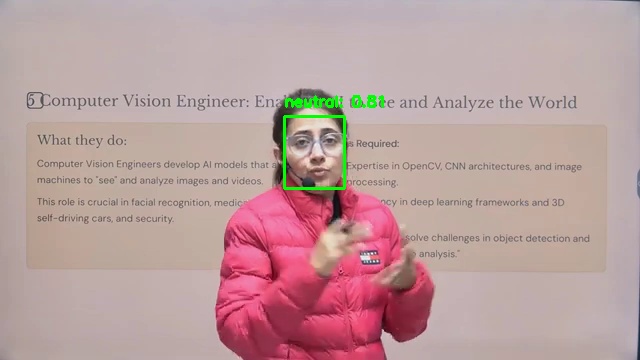 5 Computer Vision Engineer: Ena e and Analyze the World
neutral: 0.81
What they do:
s Required:
Computer Vision Engineers develop AI models that a
Expertise in OpenCV, CNN architectures, and image
machines to "see" and analyze images and videos.
processing.
This role is crucial in facial recognition, medic
ncy in deep learning frameworks and 3D
self-driving cars, and security.
solve challenges in object detection and
analysis."
TOMMY JEANS